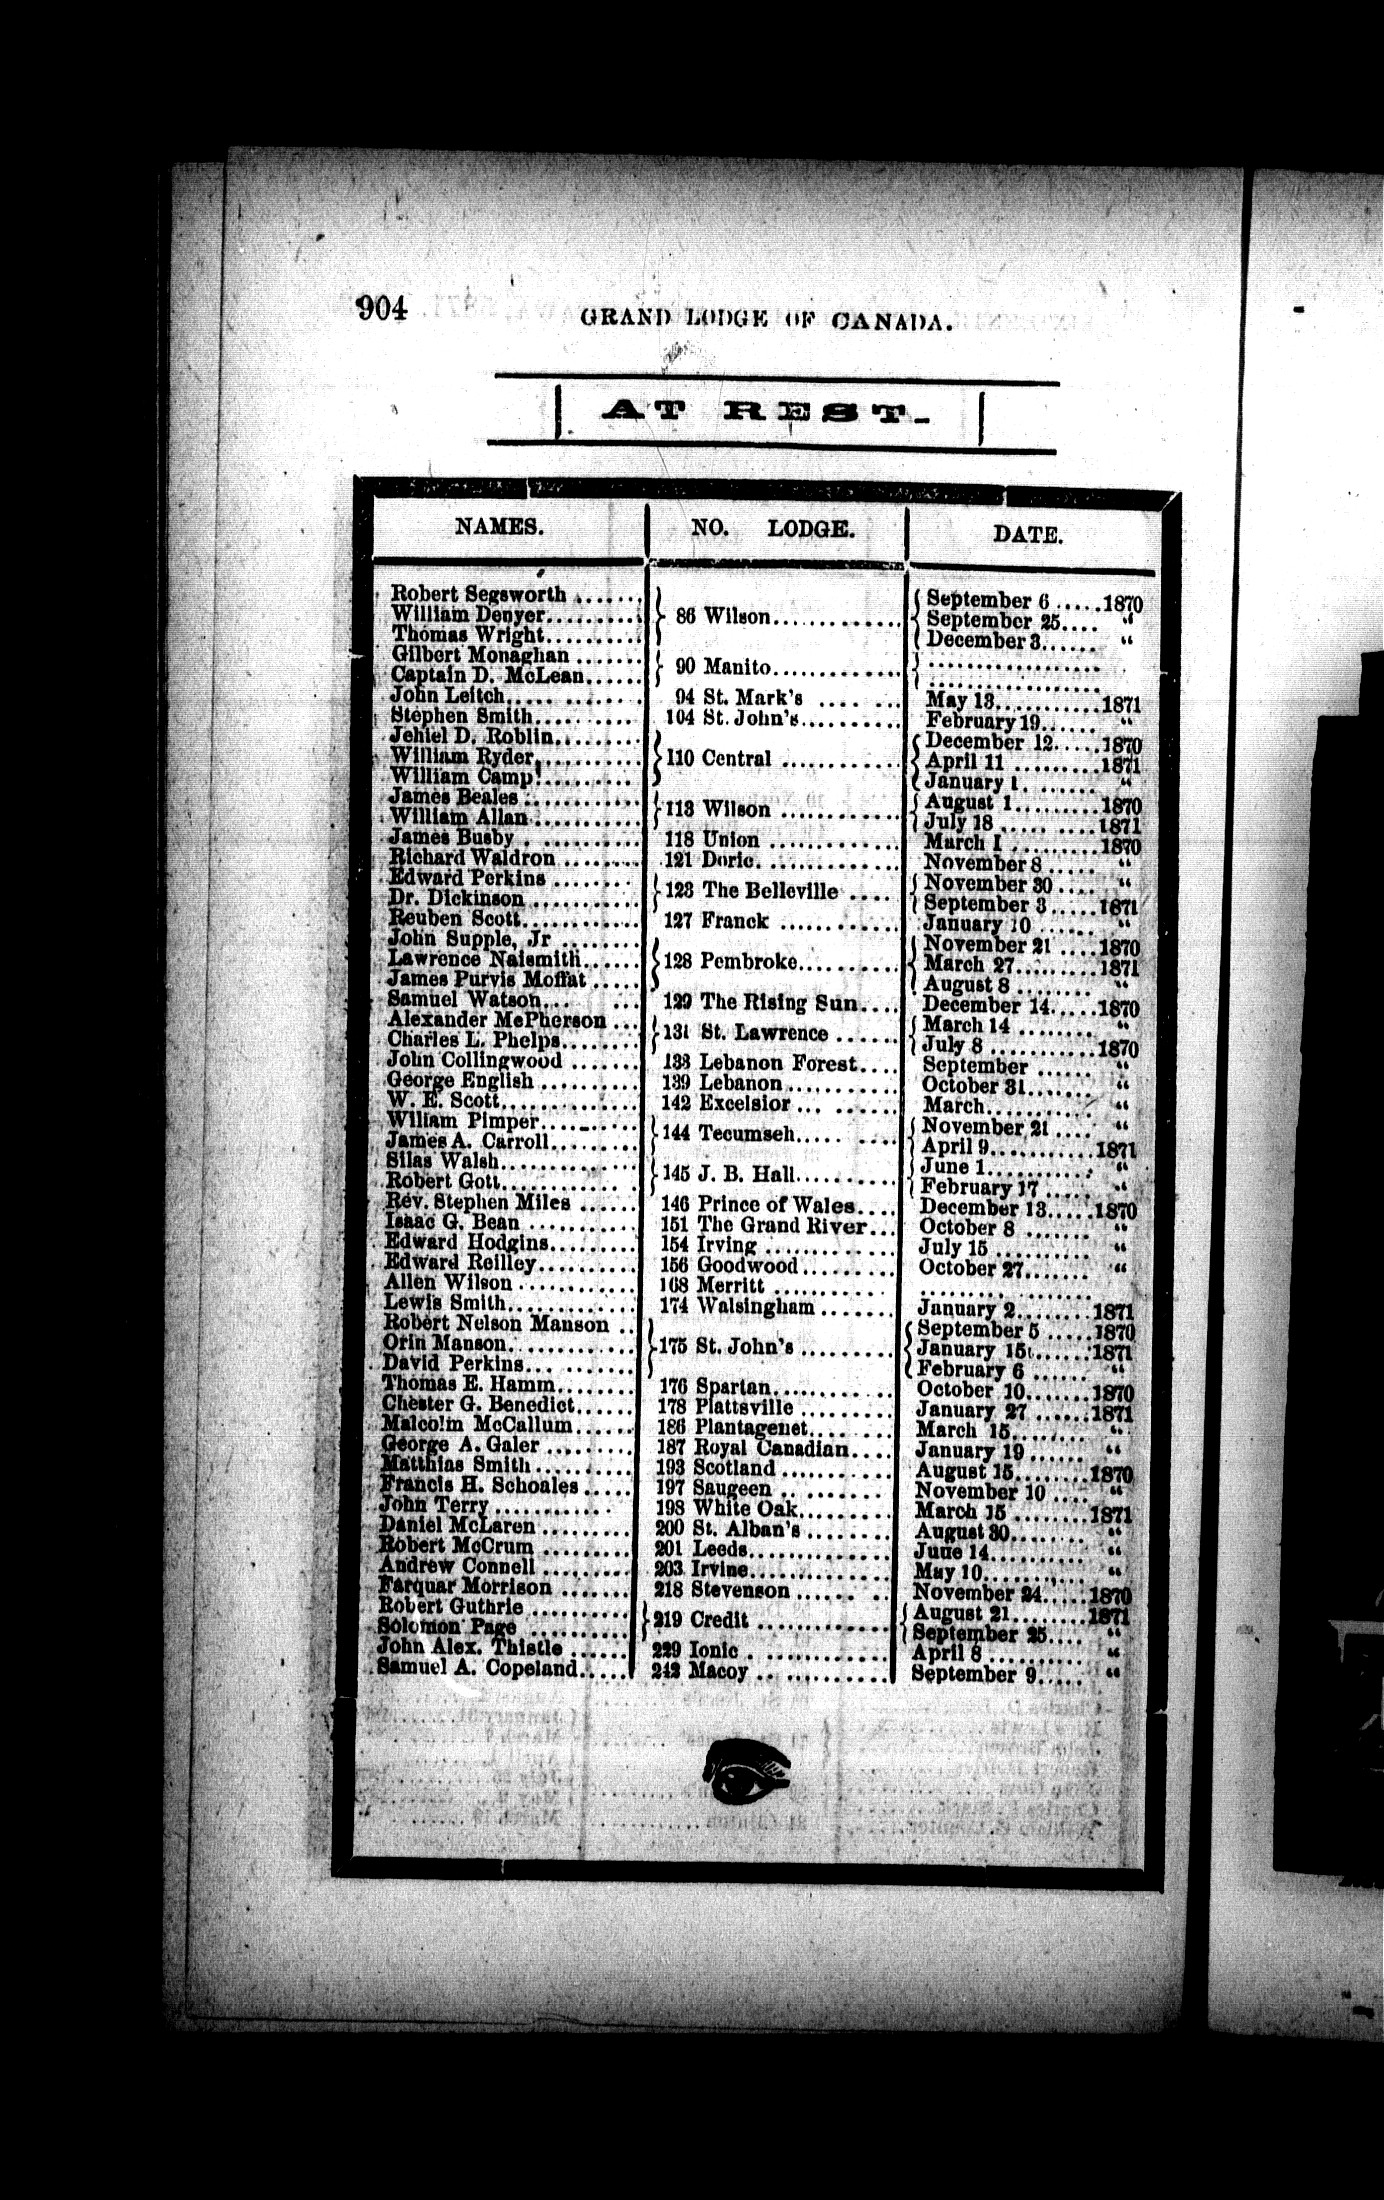 904
GRAND LODGE OF CANADA.
AT REST.
NAMES. NO. LODGE. DATE.
Robert Segsworth ....... } { September 6.....1870
William Denyer.......... } 86 Wilson............. { September 25.... “
Thomas Wright.......... } { December 3...... “
Gilbert Monaghan ....... } 90 Manito............. } ..................
Captain D. McLean...... } ..................
John Leitch.............. 94 St. Mark's ........ May 13...........1871
Stephen Smith.......... 104 St. John's.......... February 19...... “
Jehiel D. Roblin......... } { December 12.....1870
William Ryder.......... } 110 Central ........... { April 11 .........1871
William Camp.......... } { January 1........ “
James Beales ............ } 113 Wilson ............ { August 1.........1870
William Allan........... } { July 18 ..........1871
James Busby ............ 118 Union ............. March 1 .........1870
Richard Waldron ........ 121 Doric.............. November 8 ..... “
Edward Perkins ........ } 123 The Belleville .... { November 30 .... “
Dr. Dickinson .......... } { September 3.....1871
Reuben Scott............ 127 Franck ............ January 10 ...... “
John Supple, Jr ........ } { November 21 ....1870
Lawrence Naismith...... } 128 Pembroke.......... { March 27.........1871
James Purvis Moffat ..... } { August 8 ........ “
Samuel Watson... ... 129 The Rising Sun.... December 14.....1870
Alexander McPherson ... } 131 St. Lawrence ...... { March 14 ........ “
Charles L. Phelps....... } { July 8 ...........1870
John Collingwood ....... 133 Lebanon Forest.... September ...... “
George English .......... 139 Lebanon........... October 31....... “
W. E. Scott.............. 142 Excelsior... ...... March........... “
Wiliam Pimper.......... } 144 Tecumseh..... .... { November 21 .... “
James A. Carroll......... } { April 9...........1871
Silas Walsh............. } 145 J. B. Hall.......... { June 1........... “
Robert Gott............. } { February 17 ..... “
Rev. Stephen Miles ...... 146 Prince of Wales.... December 13.....1870
Isaac G. Bean ........... 151 The Grand River... October 8 ....... “
Edward Hodgins......... 154 Irving ............. July 15 .......... “
Edward Reilley.......... 156 Goodwood......... October 27....... “
Allen Wilson ............ 168 Merritt ............ ..................
Lewis Smith............. 174 Walsingham ....... January 2........1871
Robert Nelson Manson .. } { September 5 .....1870
Orin Manson............ } 175 St. John's ......... { January 15.......1871
David Perkins........... } { February 6 ...... “
Thomas E. Hamm........ 176 Spartan............ October 10.......1870
Chester G. Benedict...... 178 Plattsville ......... January 27 ......1871
Malcolm McCallum...... 186 Plantagenet........ March 15......... “
George A. Galer ......... 187 Royal Canadian.... January 19 ...... “
Matthias Smith .......... 193 Scotland ........... August 15........1870
Francis H. Schoales ..... 197 Saugeen ........... November 10 .... “
John Terry ............. 198 White Oak......... March 15 ........1871
Daniel McLaren ......... 200 St. Alban's ........ August 30........ “
Robert McCrum ......... 201 Leeds.............. June 14.......... “
Andrew Connell ......... 203 Irvine.............. May 10........... “
Farquar Morrison ....... 218 Stevenson ......... November 24.....1870
Robert Guthrie .......... } 219 Credit ............. { August 21........1871
Solomon Page .......... } { September 25.... “
John Alex. Thistle ...... 229 Ionic .............. April 8........... “
Samuel A. Copeland..... 242 Macoy ............ September 9..... “